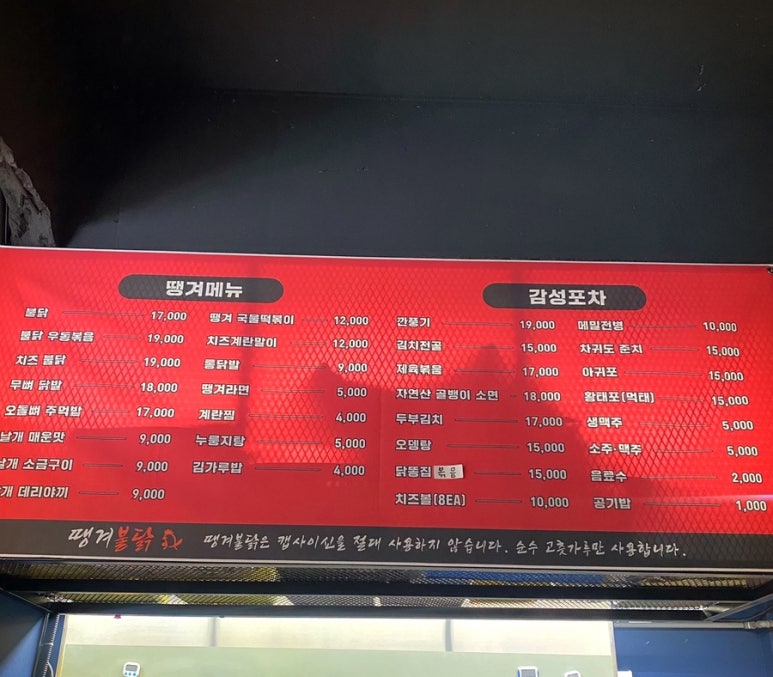 땡겨메뉴
불닭 17,000
불닭 우동볶음 19,000
치즈 불닭 19,000
무뼈 닭발 18,000
오돌뼈 주먹밥 17,000
날개 매운맛 9,000
날개 소금구이 9,000
개 데리야끼 9,000
땡겨 국물떡볶이 12,000
치즈계란말이 12,000
통닭발 9,000
땡겨라면 5,000
계란찜 4,000
누룽지탕 5,000
김가루밥 4,000
감성포차
깐풍기 19,000
김치전골 15,000
제육볶음 17,000
자연산 골뱅이 소면 18,000
두부김치 17,000
오뎅탕 15,000
닭똥집 볶음 15,000
치즈볼(8EA) 10,000
메밀전병 10,000
차귀도 준치 15,000
아귀포 15,000
황태포(먹태) 15,000
생맥주 5,000
소주·맥주 5,000
음료수 2,000
공기밥 1,000
땡겨불닭 땡겨불닭은 캡사이신을 절대 사용하지 않습니다. 순수 고춧가루만 사용합니다.